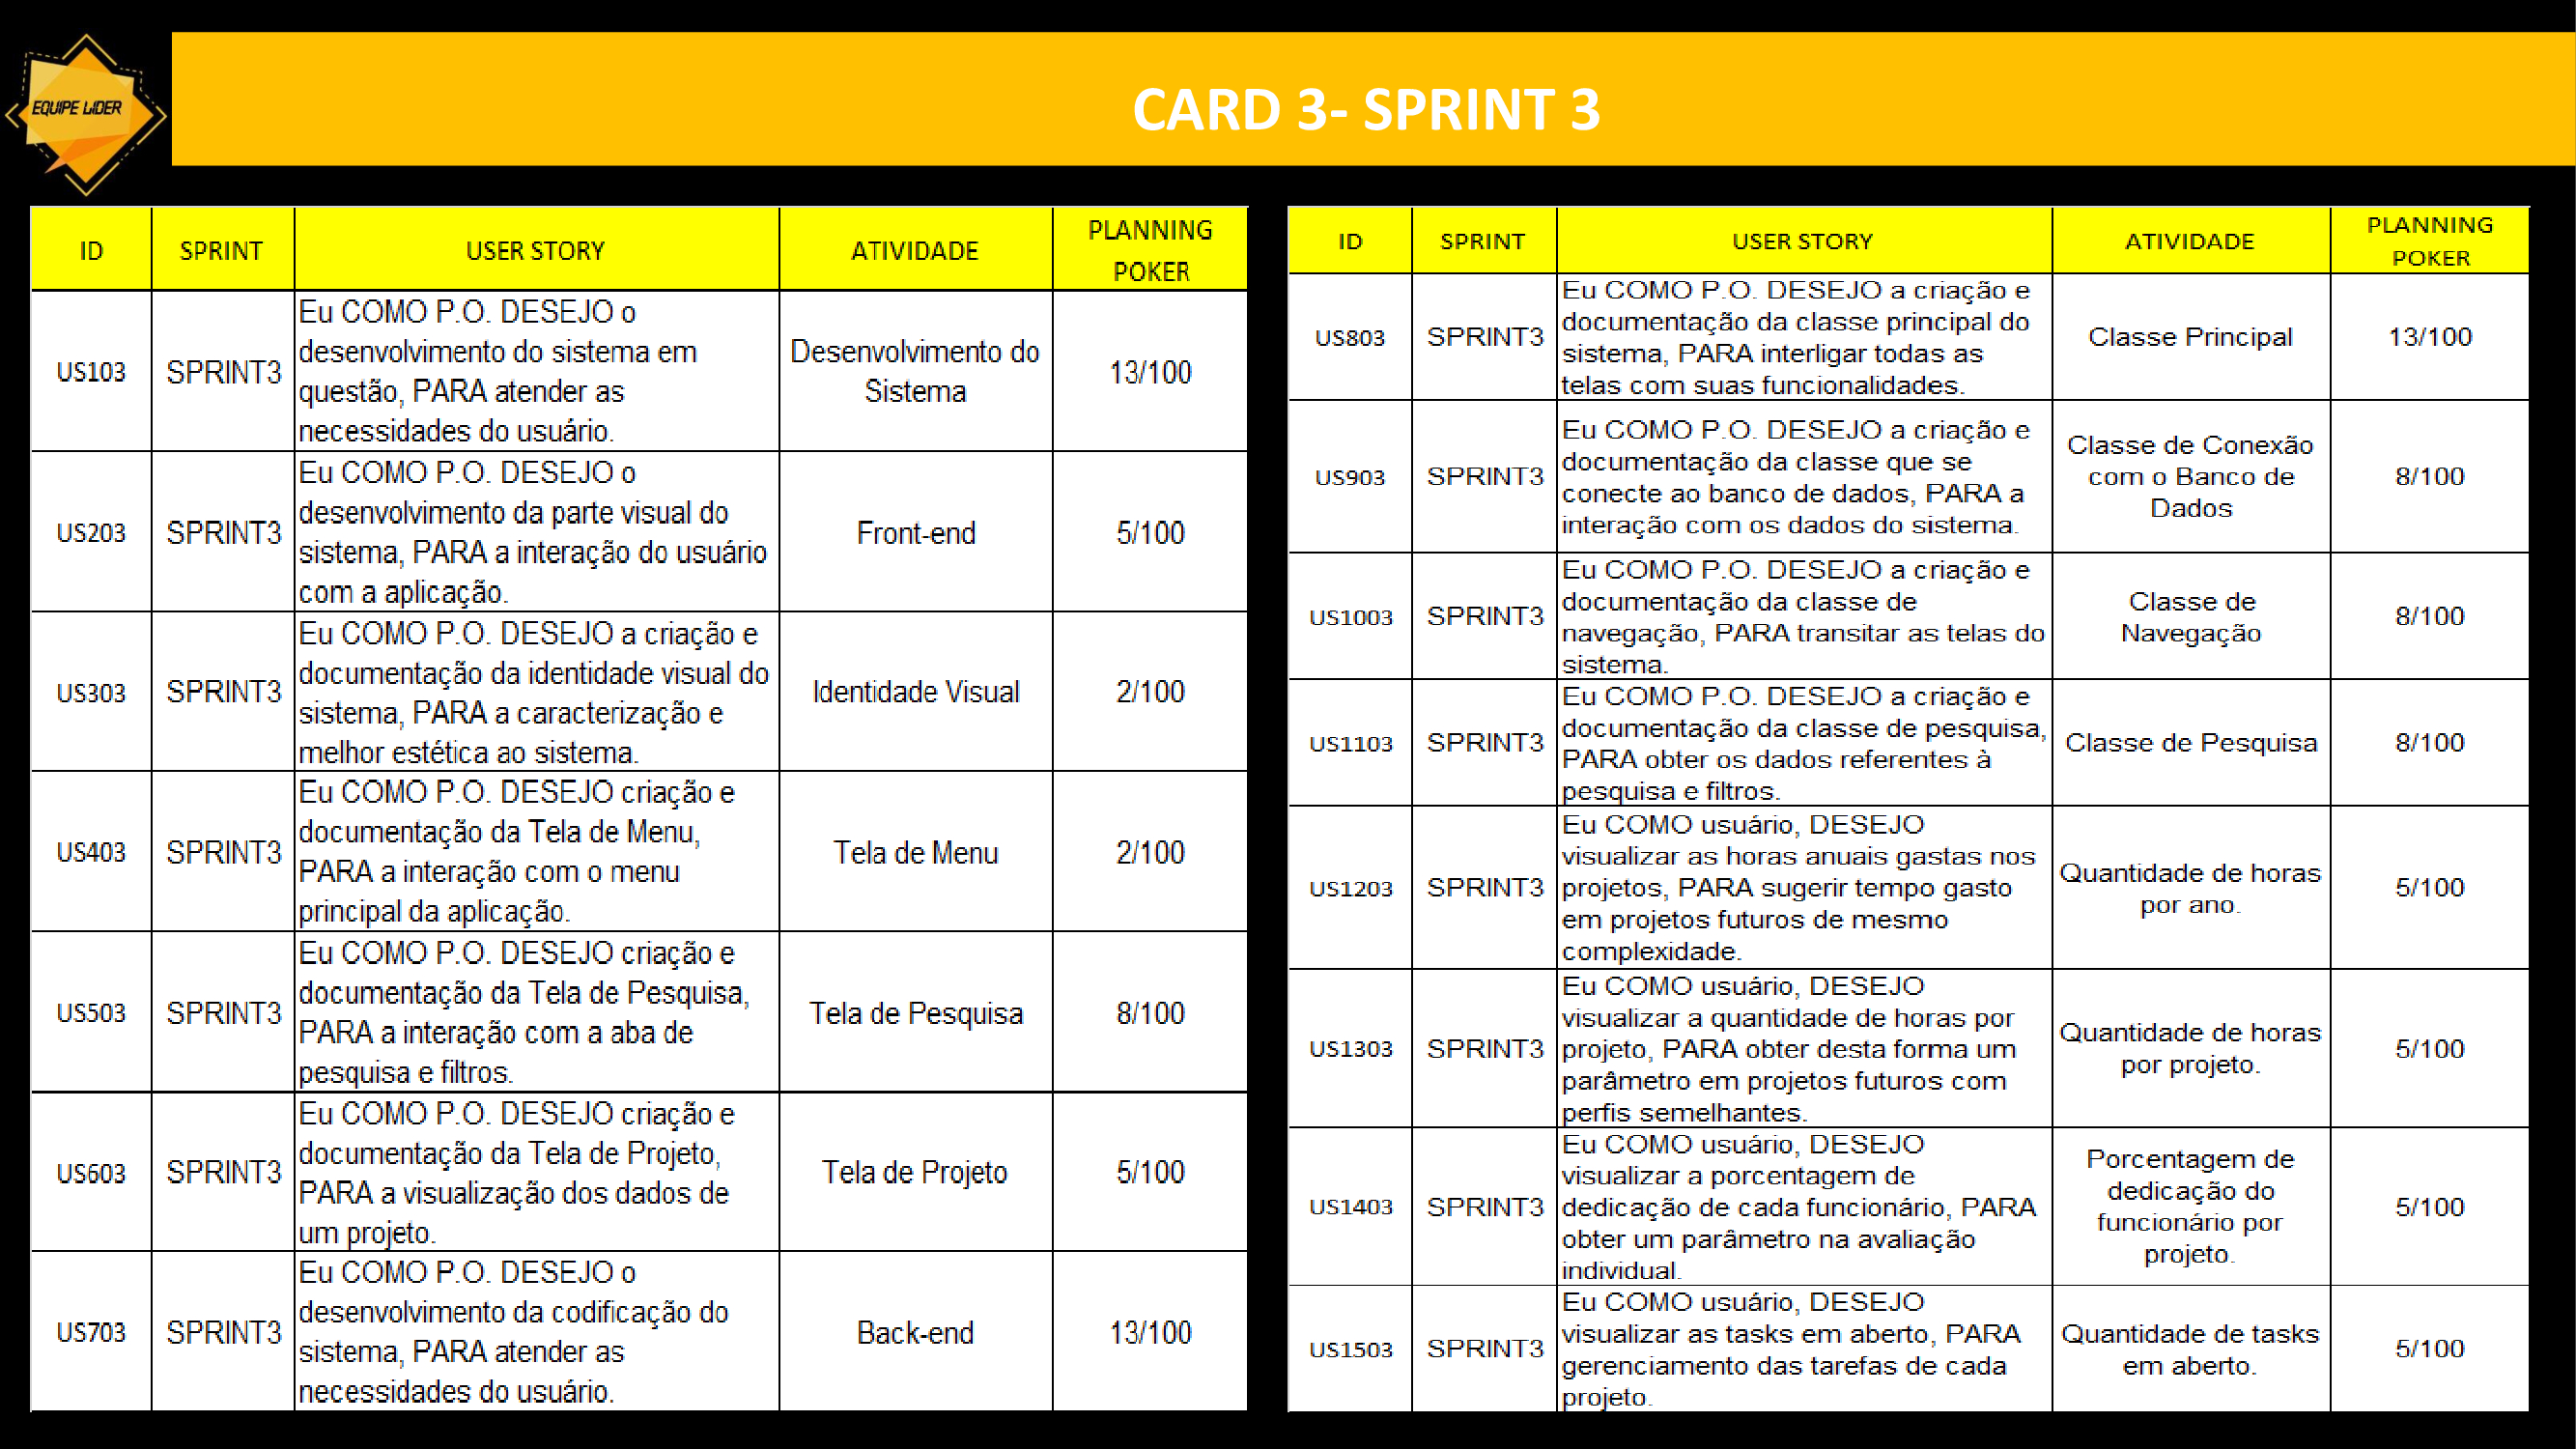 EQUIPE LIDER
CARD 3- SPRINT 3
ID
SPRINT
USER STORY
ATIVIDADE
PLANNING
POKER
US103
SPRINT3
Eu COMO P.O. DESEJO o
desenvolvimento do sistema em
questão, PARA atender as
necessidades do usuário.
Desenvolvimento do
Sistema
13/100
US203
SPRINT3
Eu COMO P.O. DESEJO o
desenvolvimento da parte visual do
sistema, PARA a interação do usuário
com a aplicação.
Front-end
5/100
US303
SPRINT3
Eu COMO P.O. DESEJO a criação e
documentação da identidade visual do
sistema, PARA a caracterização e
melhor estética ao sistema.
Identidade Visual
2/100
US403
SPRINT3
Eu COMO P.O. DESEJO criação e
documentação da Tela de Menu,
PARA a interação com o menu
principal da aplicação.
Tela de Menu
2/100
US503
SPRINT3
Eu COMO P.O. DESEJO criação e
documentação da Tela de Pesquisa,
PARA a interação com a aba de
pesquisa e filtros.
Tela de Pesquisa
8/100
US603
SPRINT3
Eu COMO P.O. DESEJO criação e
documentação da Tela de Projeto,
PARA a visualização dos dados de
um projeto.
Tela de Projeto
5/100
US703
SPRINT3
Eu COMO P.O. DESEJO o
desenvolvimento da codificação do
sistema, PARA atender as
necessidades do usuário.
Back-end
13/100
ID
SPRINT
USER STORY
ATIVIDADE
PLANNING
POKER
US803
SPRINT3
Eu COMO P.O. DESEJO a criação e
documentação da classe principal do
sistema, PARA interligar todas as
telas com suas funcionalidades.
Classe Principal
13/100
US903
SPRINT3
Eu COMO P.O. DESEJO a criação e
documentação da classe que se
conecte ao banco de dados, PARA a
interação com os dados do sistema.
Classe de Conexão
com o Banco de
Dados
8/100
US1003
SPRINT3
Eu COMO P.O. DESEJO a criação e
documentação da classe de
navegação, PARA transitar as telas do
sistema.
Classe de
Navegação
8/100
US1103
SPRINT3
Eu COMO P.O. DESEJO a criação e
documentação da classe de pesquisa,
PARA obter os dados referentes à
pesquisa e filtros.
Classe de Pesquisa
8/100
US1203
SPRINT3
Eu COMO usuário, DESEJO
visualizar as horas anuais gastas nos
projetos, PARA sugerir tempo gasto
em projetos futuros de mesmo
complexidade.
Quantidade de horas
por ano.
5/100
US1303
SPRINT3
Eu COMO usuário, DESEJO
visualizar a quantidade de horas por
projeto, PARA obter desta forma um
parâmetro em projetos futuros com
perfis semelhantes.
Quantidade de horas
por projeto.
5/100
US1403
SPRINT3
Eu COMO usuário, DESEJO
visualizar a porcentagem de
dedicação de cada funcionário, PARA
obter um parâmetro na avaliação
individual.
Porcentagem de
dedicação do
funcionário por
projeto.
5/100
US1503
SPRINT3
Eu COMO usuário, DESEJO
visualizar as tasks em aberto, PARA
gerenciamento das tarefas de cada
projeto.
Quantidade de tasks
em aberto.
5/100